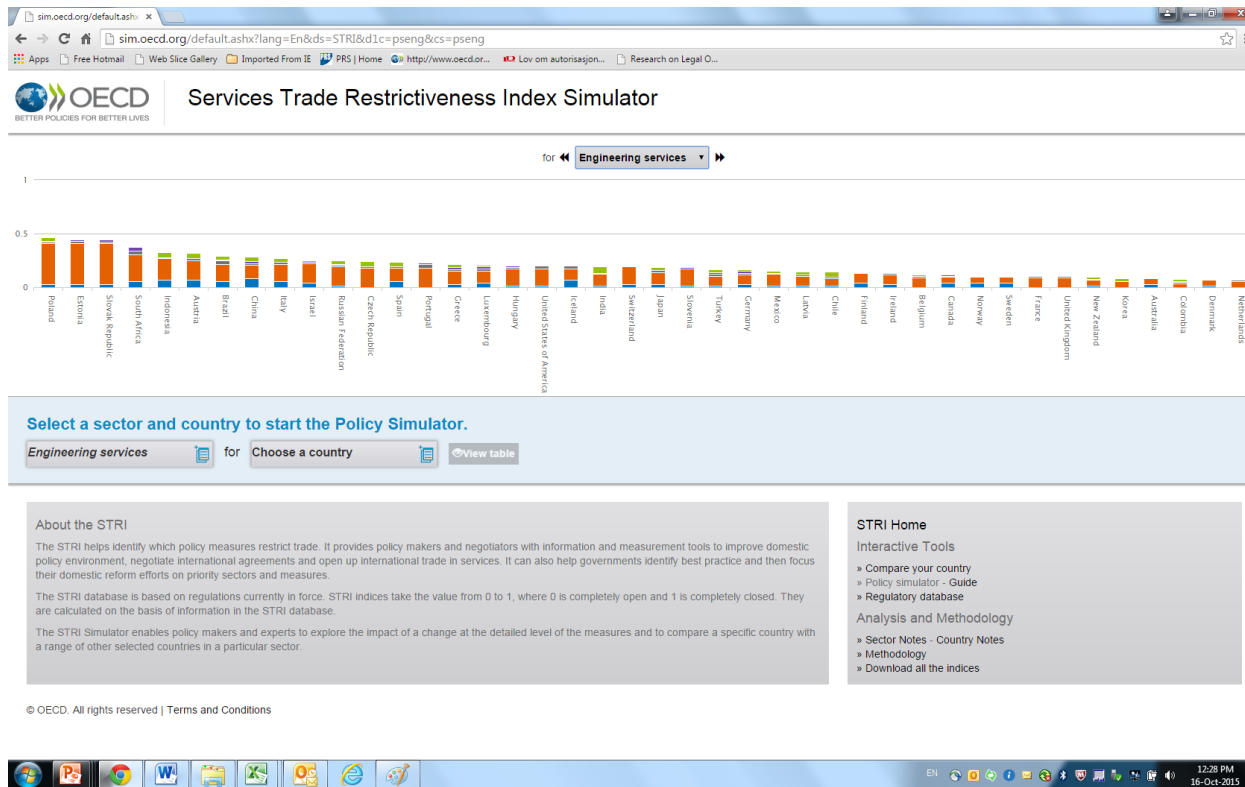 sim.oecd.org/default.ashx
sim.oecd.org/default.ashx?lang=En&ds=STRI&d1c=pseng&cs=pseng
Apps Free Hotmail Web Slice Gallery Imported From IE PRS | Home http://www.oecd.or... Lov om autorisasjon... Research on Legal O...
OECD
BETTER POLICIES FOR BETTER LIVES
Services Trade Restrictiveness Index Simulator
for Engineering services
1
0.5
0
Poland
Estonia
Slovak Republic
South Africa
Indonesia
Austria
Brazil
China
Italy
Israel
Russian Federation
Czech Republic
Spain
Portugal
Greece
Luxembourg
Hungary
United States of America
Iceland
India
Switzerland
Japan
Slovenia
Turkey
Germany
Mexico
Latvia
Chile
Finland
Ireland
Belgium
Canada
Norway
Sweden
France
United Kingdom
New Zealand
Korea
Australia
Colombia
Denmark
Netherlands
Select a sector and country to start the Policy Simulator.
Engineering services for Choose a country View table
About the STRI
The STRI helps identify which policy measures restrict trade. It provides policy makers and negotiators with information and measurement tools to improve domestic
policy environment, negotiate international agreements and open up international trade in services. It can also help governments identify best practice and then focus
their domestic reform efforts on priority sectors and measures.
The STRI database is based on regulations currently in force. STRI indices take the value from 0 to 1, where 0 is completely open and 1 is completely closed. They
are calculated on the basis of information in the STRI database.
The STRI Simulator enables policy makers and experts to explore the impact of a change at the detailed level of the measures and to compare a specific country with
a range of other selected countries in a particular sector.
STRI Home
Interactive Tools
» Compare your country
» Policy simulator - Guide
» Regulatory database
Analysis and Methodology
» Sector Notes - Country Notes
» Methodology
» Download all the indices
© OECD. All rights reserved | Terms and Conditions
EN
12:28 PM
16-Oct-2015